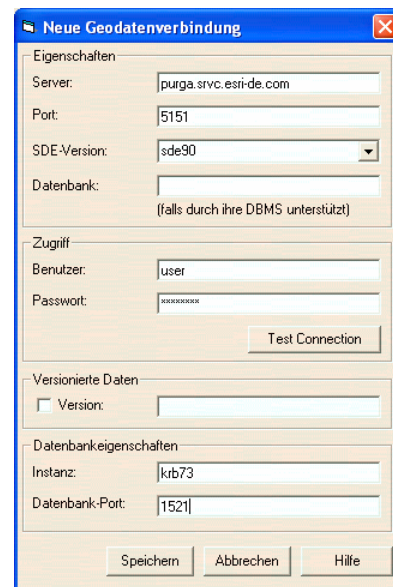 Neue Geodatenverbindung
Eigenschaften
Server: purga.srvc.esri-de.com
Port: 5151
SDE-Version: sde90
Datenbank:
(falls durch ihre DBMS unterstützt)
Zugriff
Benutzer: user
Passwort: ********
Test Connection
Versionierte Daten
Version:
Datenbankeigenschaften
Instanz: krb73
Datenbank-Port: 1521
Speichern Abbrechen Hilfe